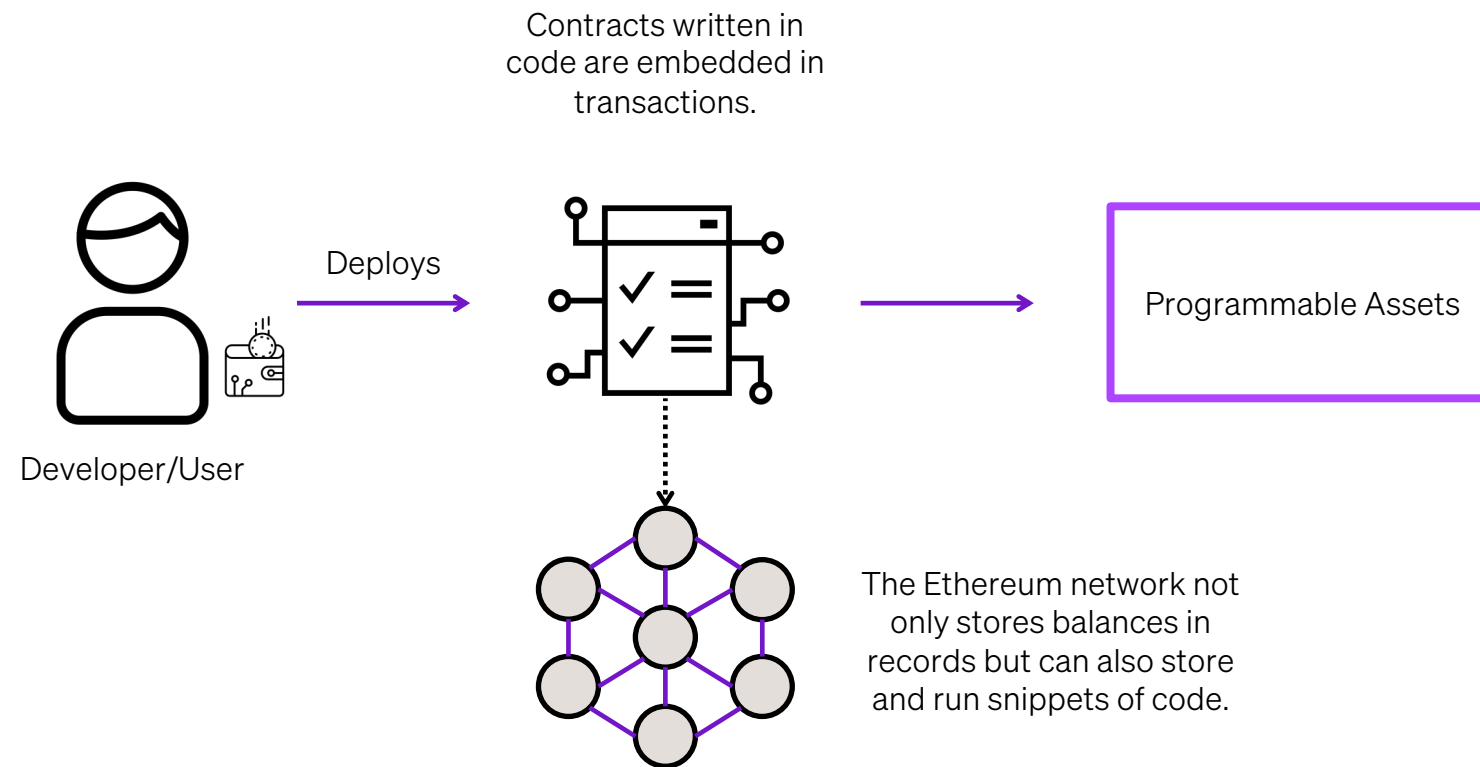 Contracts written in
code are embedded in
transactions.
Deploys
Programmable Assets
Developer/User
The Ethereum network not
only stores balances in
records but can also store
and run snippets of code.